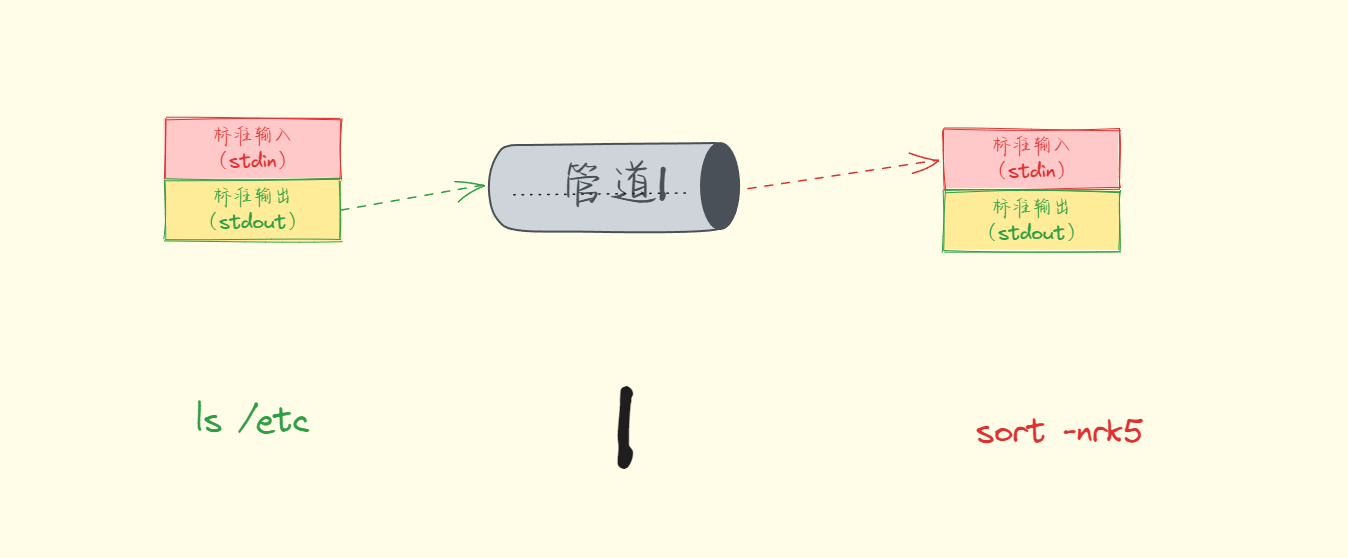 标准输入
（stdin）
标准输出
（stdout）
管道1
标准输入
（stdin）
标准输出
（stdout）
ls /etc
|
sort -nrk5